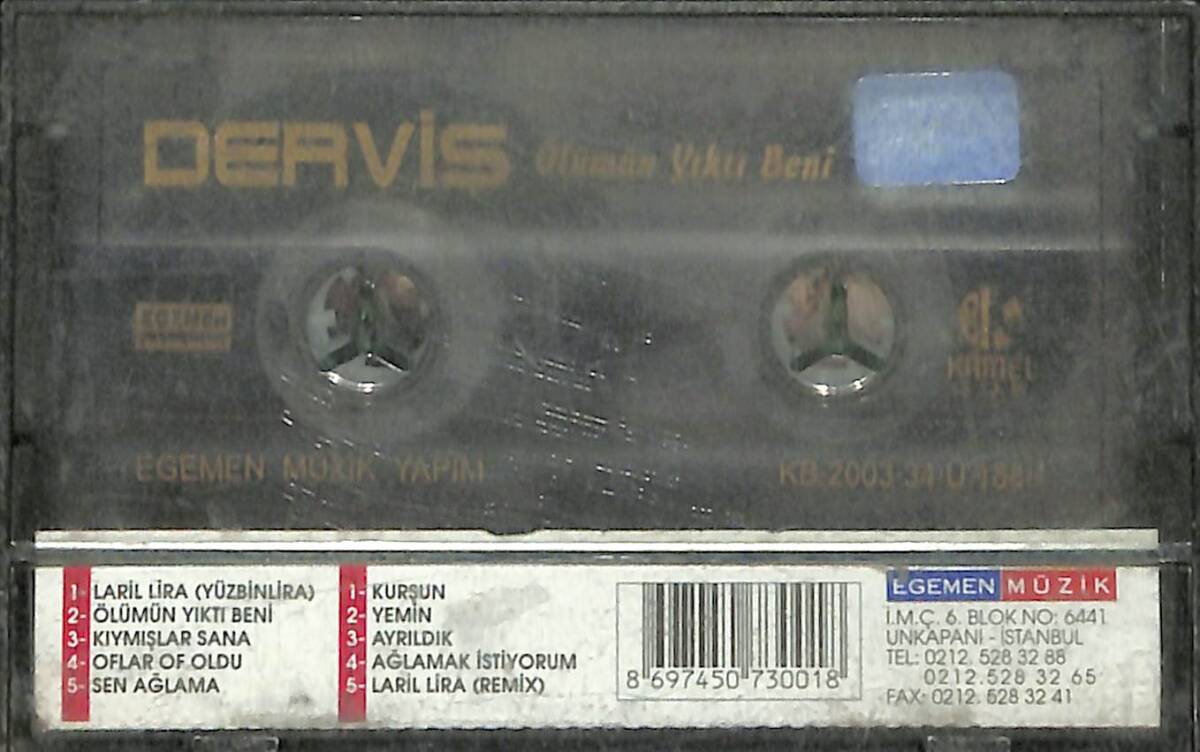 DERVİS Ölümün Yıktı Beni
EGEMEN
EGEMEN MÜZİK YAPIM
1- LARİL LİRA (YÜZBİNLİRA)
2- ÖLÜMÜN YIKTI BENİ
3- KIYMIŞLAR SANA
4- OFLAR OF OLDU
5- SEN AĞLAMA
1- KURŞUN
2- YEMİN
3- AYRILDIK
4- AĞLAMAK İSTİYORUM
5- LARİL LİRA (REMİX)
8 697450 730018
EGEMEN MÜZİK
İ.M.Ç. 6. BLOK NO: 6441
UNKAPANI - İSTANBUL
TEL: 0212. 528 32 88
0212.528 32 65
FAX: 0212. 528 32 41